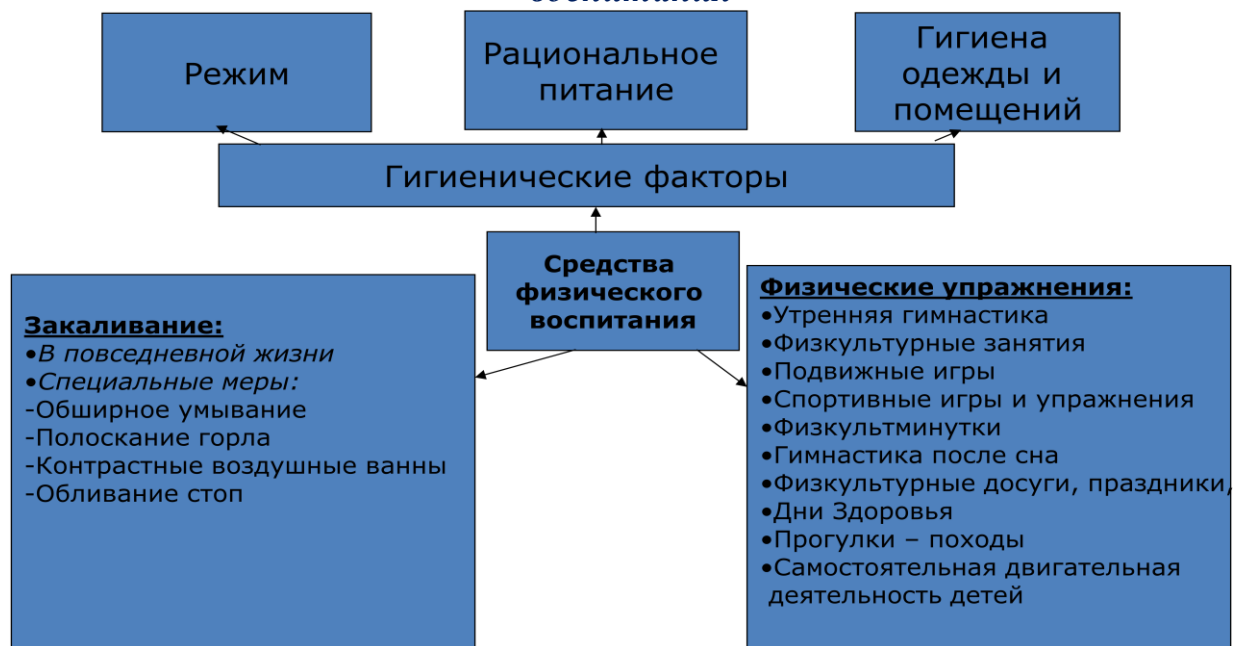 Режим
Рациональное
питание
Гигиена
одежды и
помещений
Гигиенические факторы
Средства
физического
воспитания
Закаливание:
•В повседневной жизни
•Специальные меры:
-Обширное умывание
-Полоскание горла
-Контрастные воздушные ванны
-Обливание стоп
Физические упражнения:
•Утренняя гимнастика
•Физкультурные занятия
•Подвижные игры
•Спортивные игры и упражнения
•Физкультминутки
•Гимнастика после сна
•Физкультурные досуги, праздники,
•Дни Здоровья
•Прогулки – походы
•Самостоятельная двигательная
деятельность детей